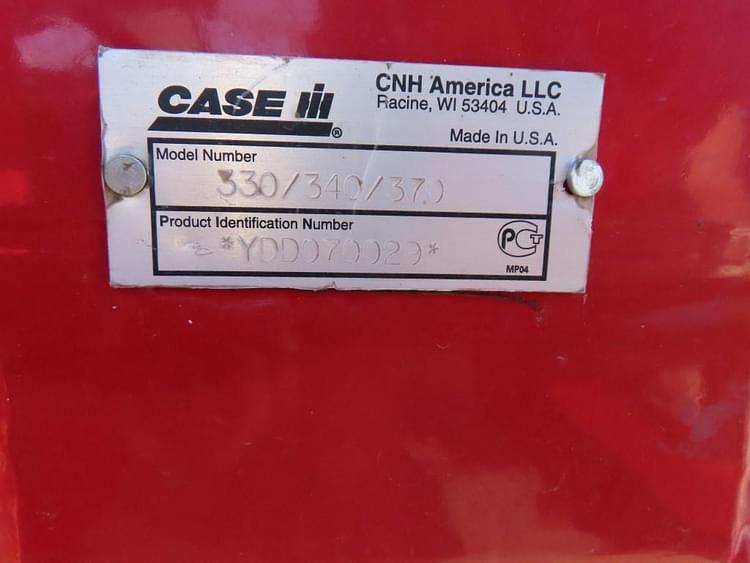 CASE IH ®
CNH America LLC
Racine, WI 53404 U.S.A.
Made In U.S.A.
Model Number
330/340/370
Product Identification Number
*YDD070029*
РСТ
MP04